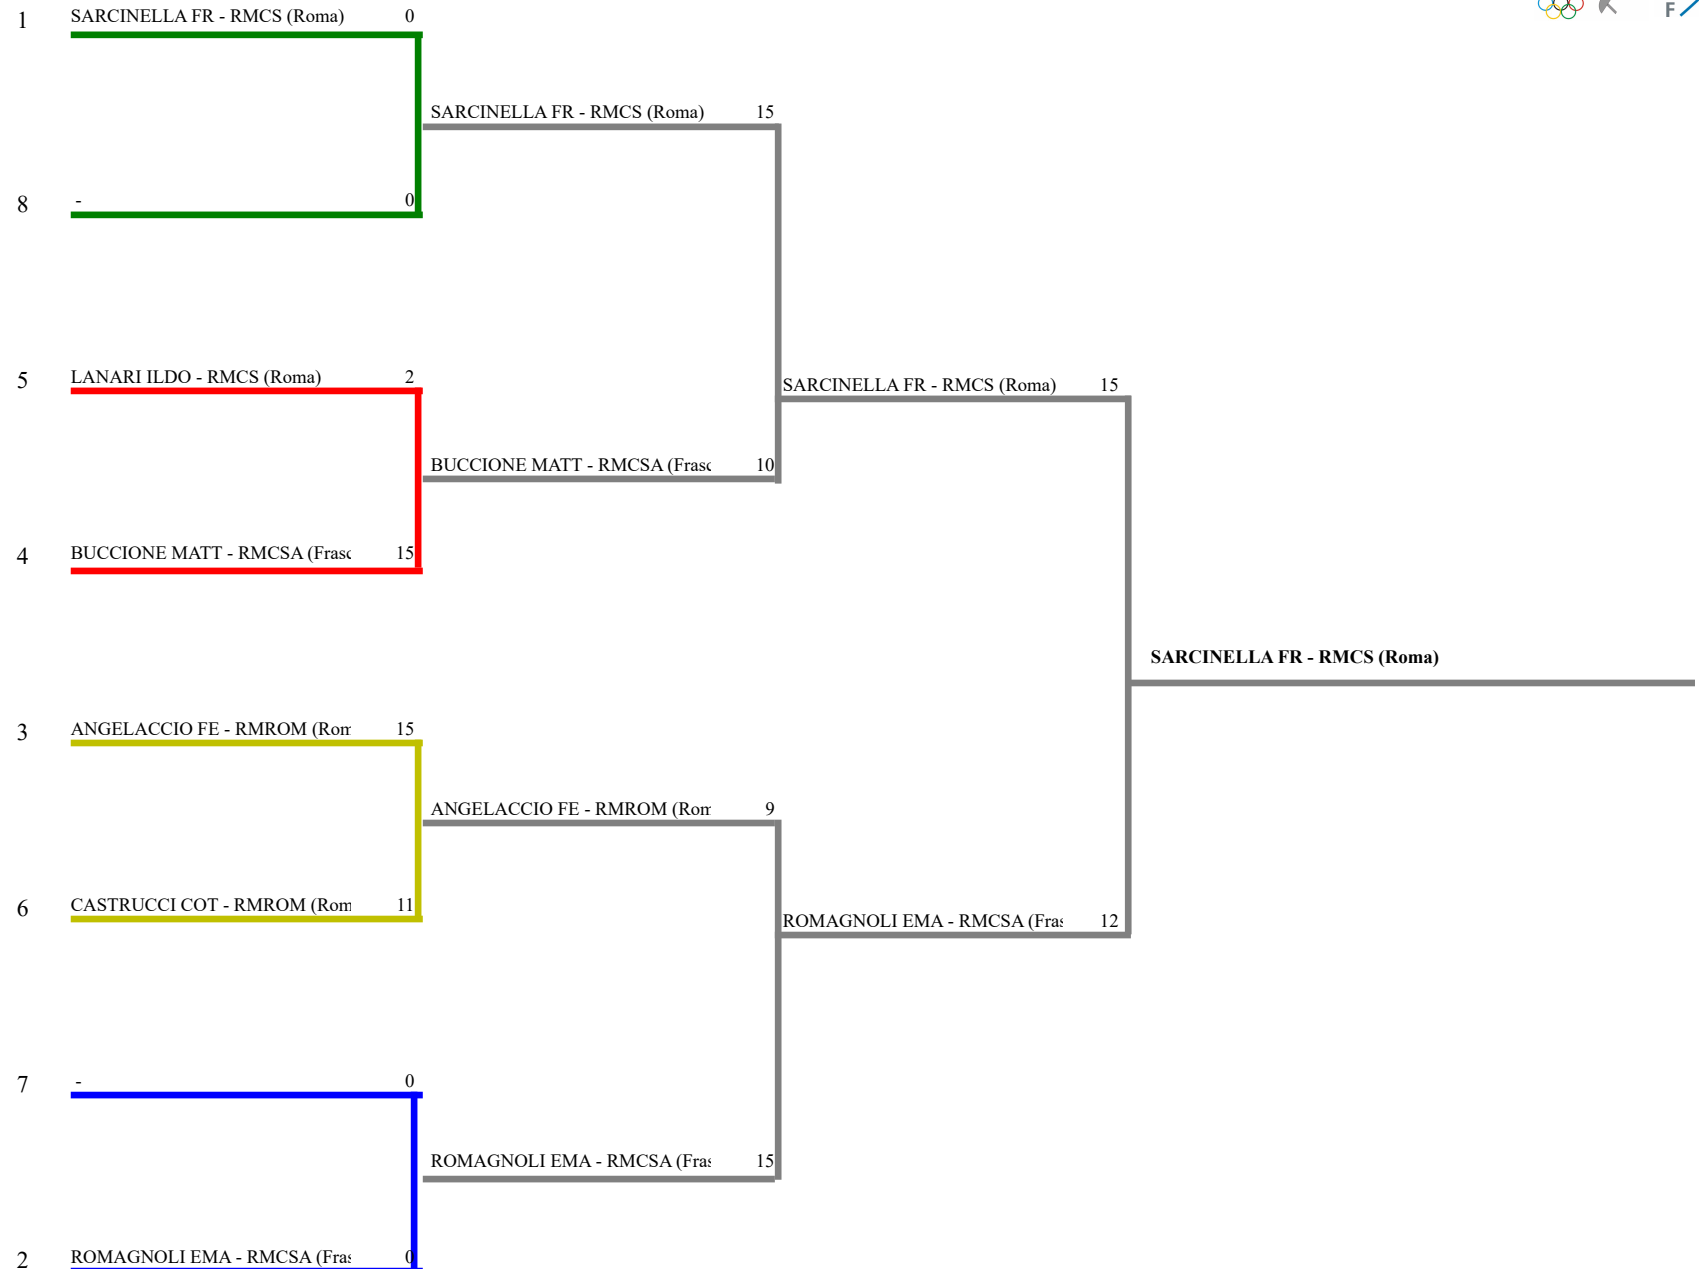 1 SARCINELLA FR - RMCS (Roma) 0
F
SARCINELLA FR - RMCS (Roma) 15
8 - 0
5 LANARI ILDO - RMCS (Roma) 2
SARCINELLA FR - RMCS (Roma) 15
BUCCIONE MATT - RMCSA (Frasc 10
4 BUCCIONE MATT - RMCSA (Frasc 15
SARCINELLA FR - RMCS (Roma)
3 ANGELACCIO FE - RMROM (Rom 15
ANGELACCIO FE - RMROM (Rom 9
6 CASTRUCCI COT - RMROM (Rom 11
ROMAGNOLI EMA - RMCSA (Fras 12
7 - 0
ROMAGNOLI EMA - RMCSA (Fras 15
2 ROMAGNOLI EMA - RMCSA (Fras 0